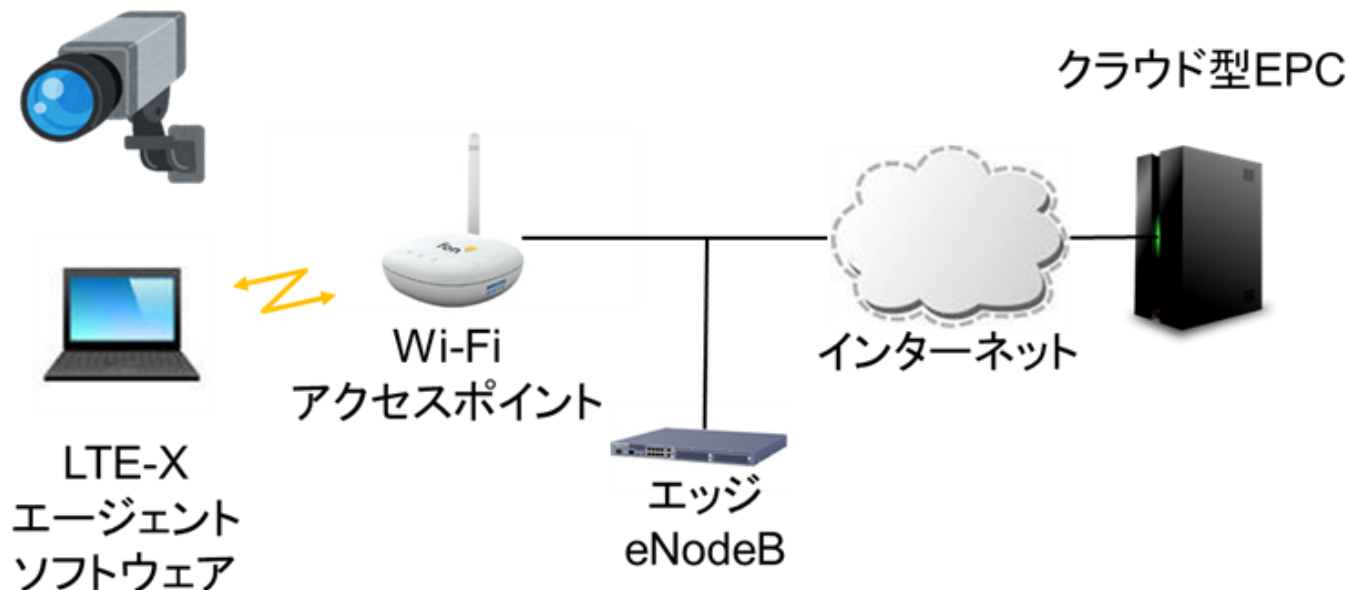 クラウド型EPC
fon
Wi-Fi
アクセスポイント
インターネット
LTE-X
エージェント
ソフトウェア
エッジ
eNodeB